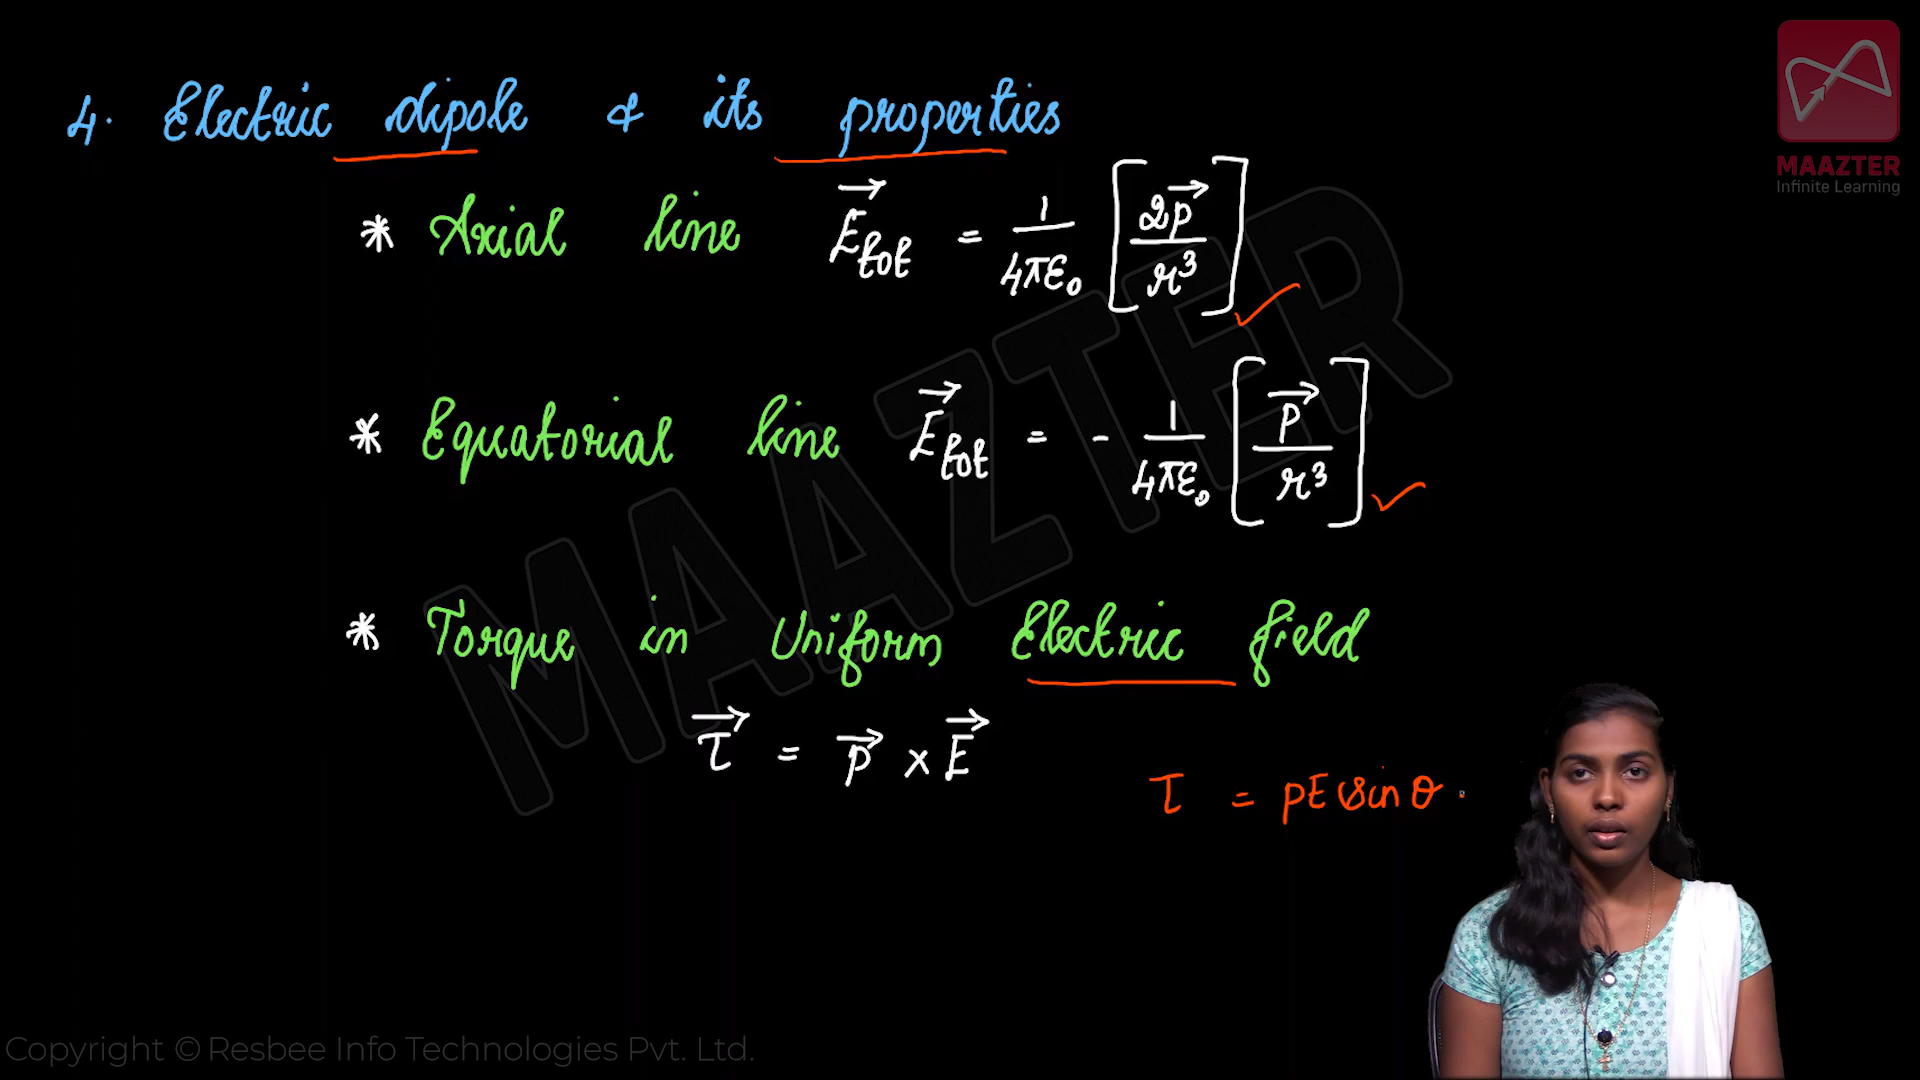 MAAZTER
Infinite Learning
4. Electric dipole & its properties
* Axial line E⃗tot = 1/4πε₀ [2p⃗/r³]
* Equatorial line E⃗tot = - 1/4πε₀ [p⃗/r³]
* Torque in Uniform Electric field
τ⃗ = p⃗ × E⃗
τ = pE sin θ .
MAAZTER
Copyright © Resbee Info Technologies Pvt. Ltd.